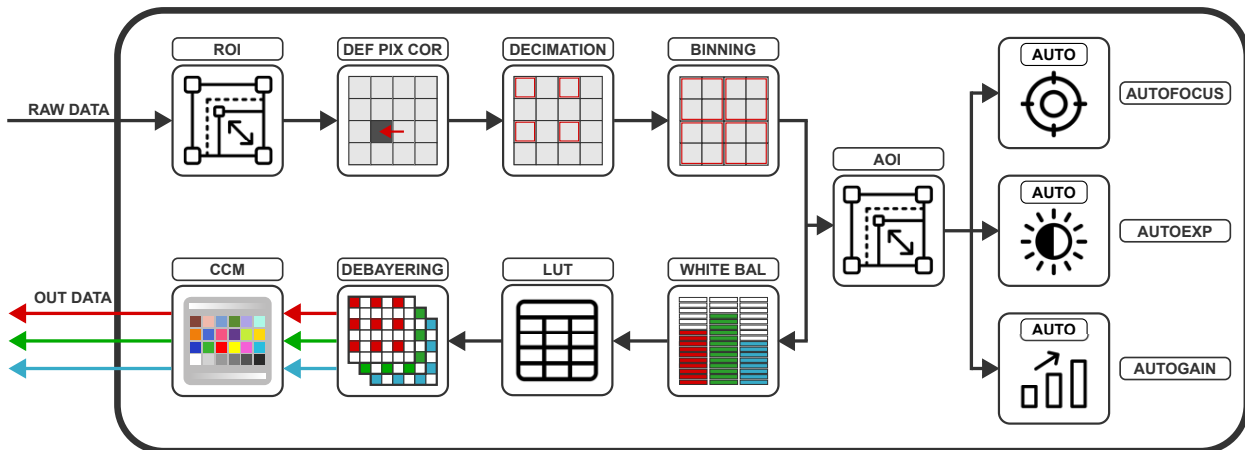 ROI
DEF PIX COR
DECIMATION
BINNING
AUTO
AUTOFOCUS
RAW DATA
AOI
AUTO
AUTOEXP
CCM
DEBAYERING
LUT
WHITE BAL
OUT DATA
AUTO
AUTOGAIN